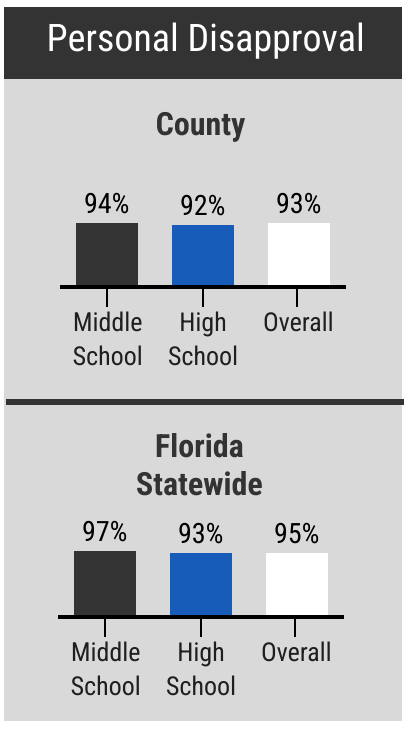 Personal Disapproval
County
94% 92% 93%
Middle School High School Overall
Florida
Statewide
97% 93% 95%
Middle School High School Overall